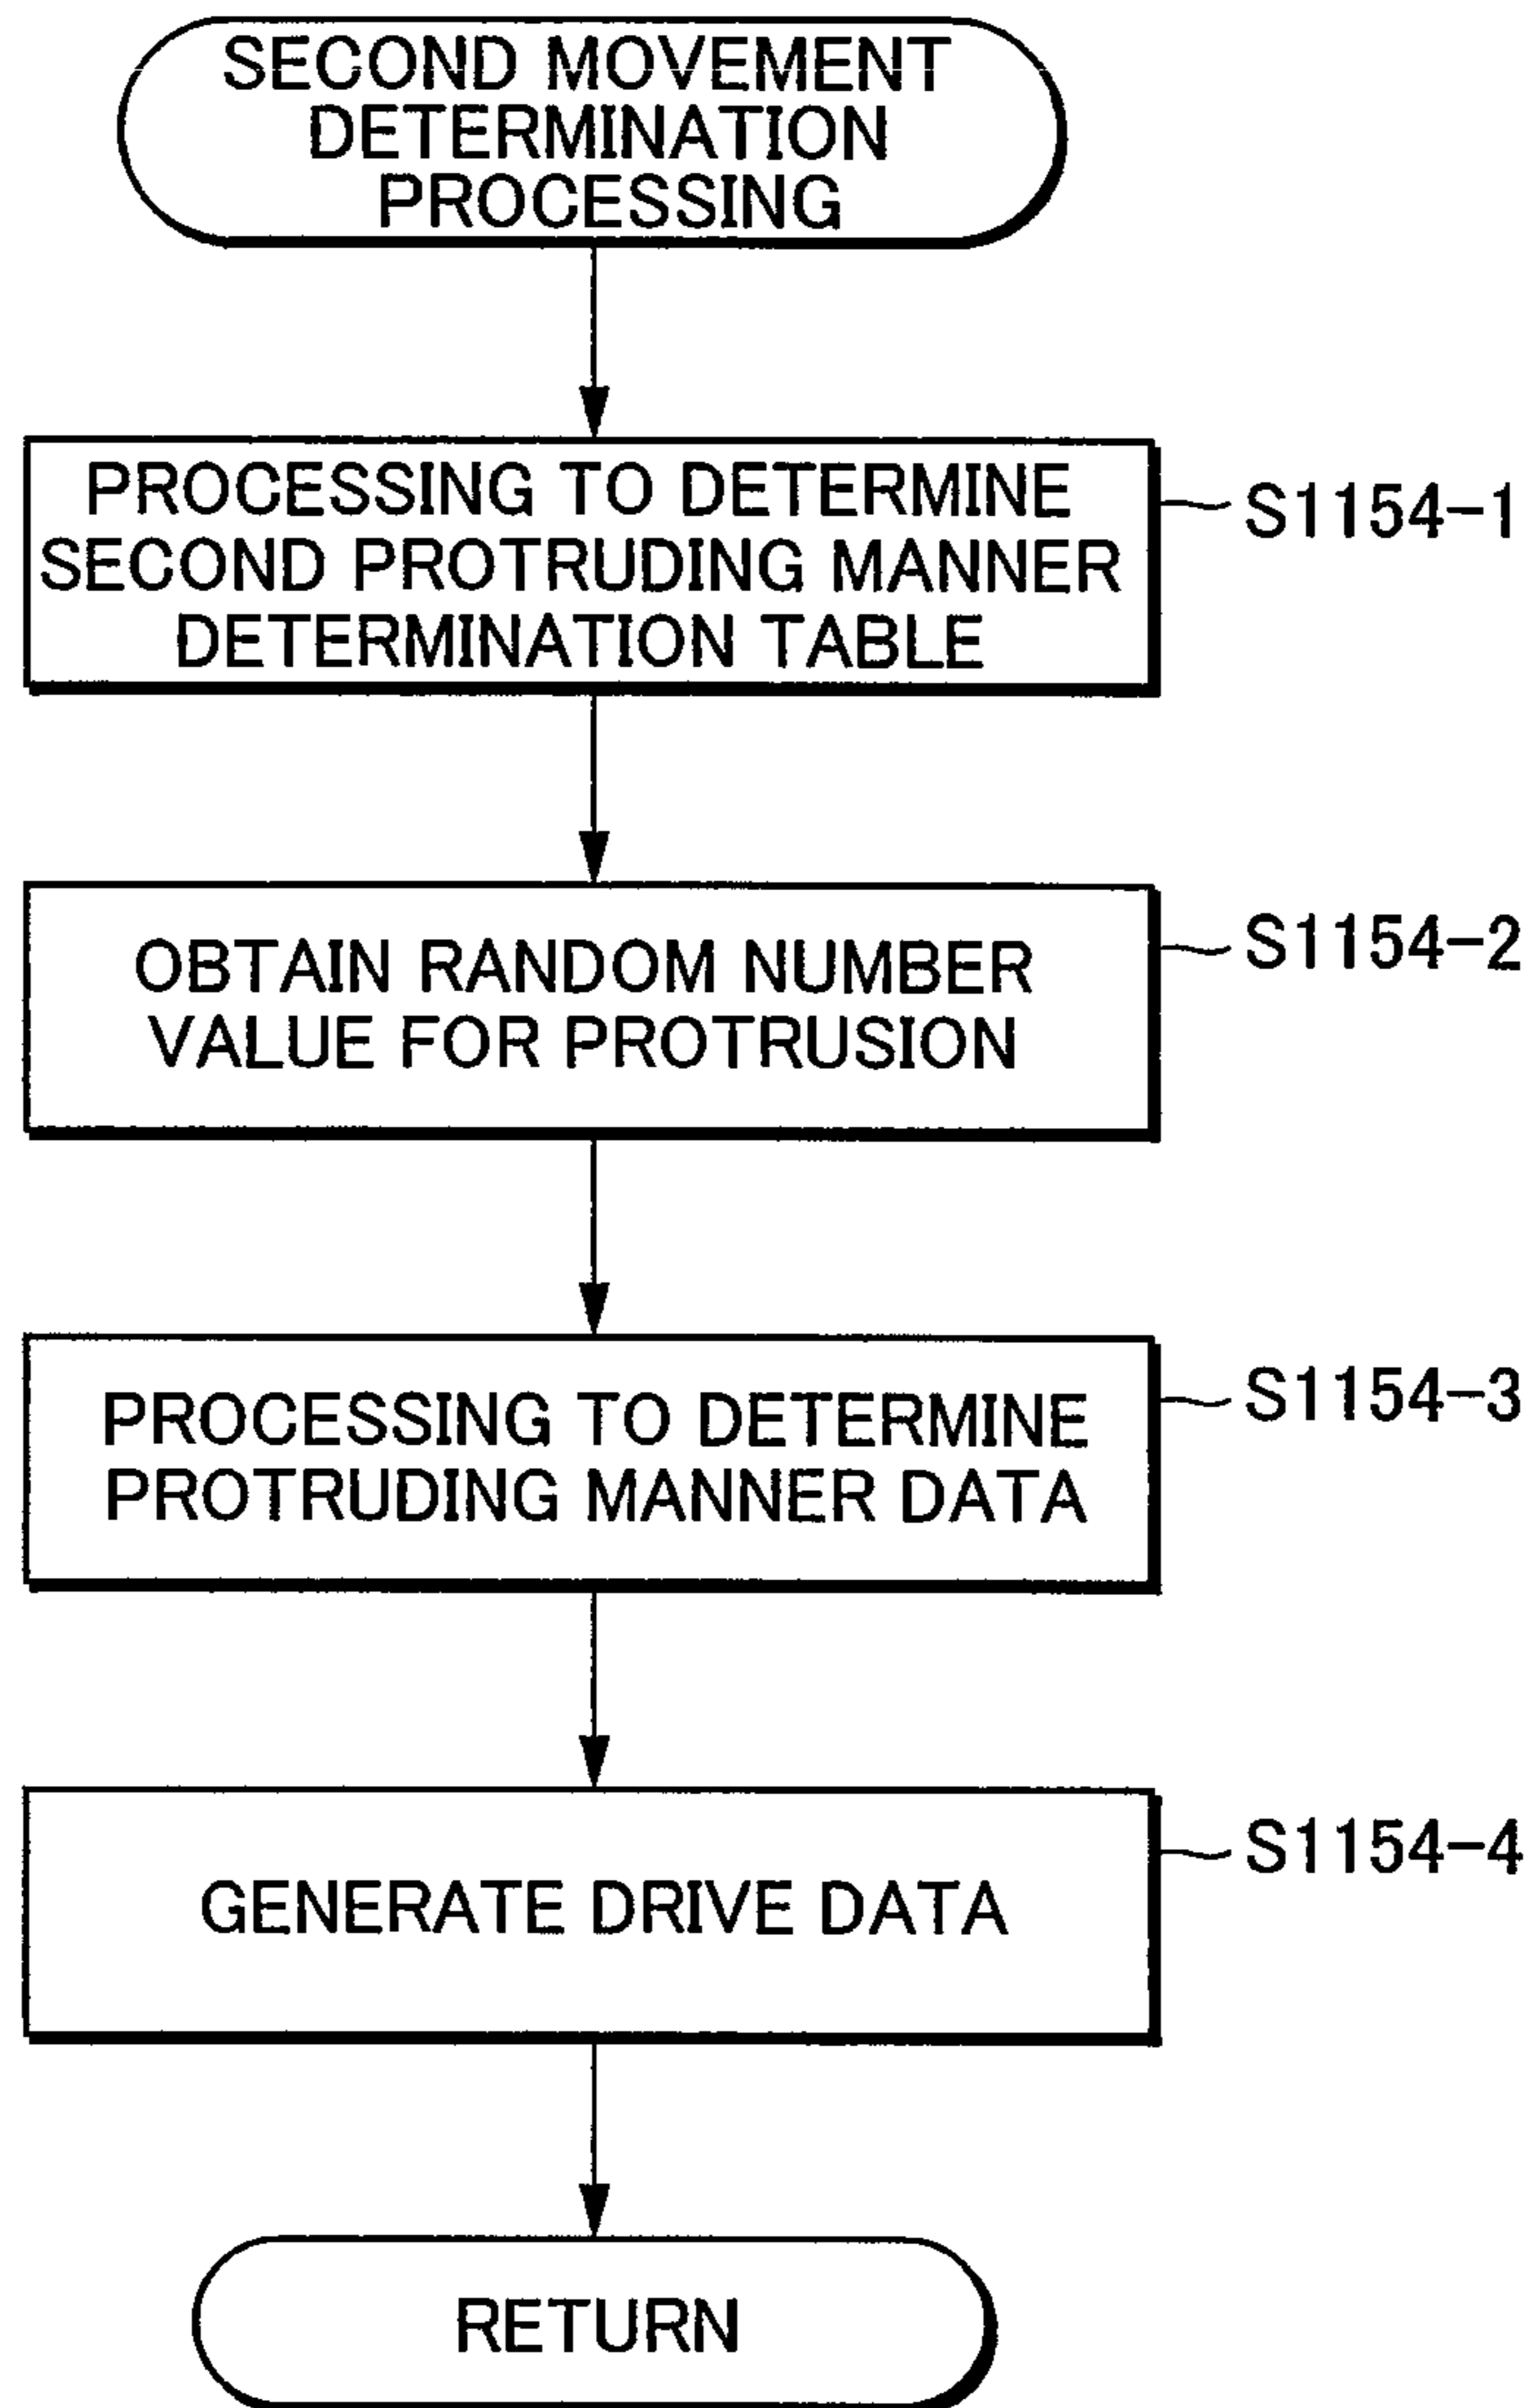 SECOND MOVEMENT
DETERMINATION
PROCESSING
PROCESSING TO DETERMINE
SECOND PROTRUDING MANNER
DETERMINATION TABLE
S1154-1
OBTAIN RANDOM NUMBER
VALUE FOR PROTRUSION
S1154-2
PROCESSING TO DETERMINE
PROTRUDING MANNER DATA
S1154-3
GENERATE DRIVE DATA
S1154-4
RETURN